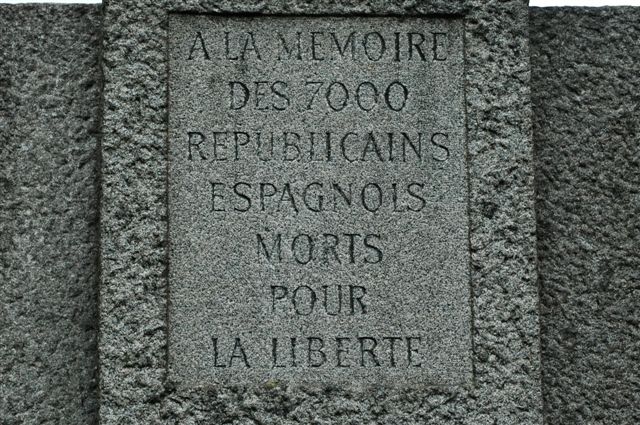 A LA MEMOIRE
DES 7000
REPUBLICAINS
ESPAGNOLS
MORTS
POUR
LA LIBERTE